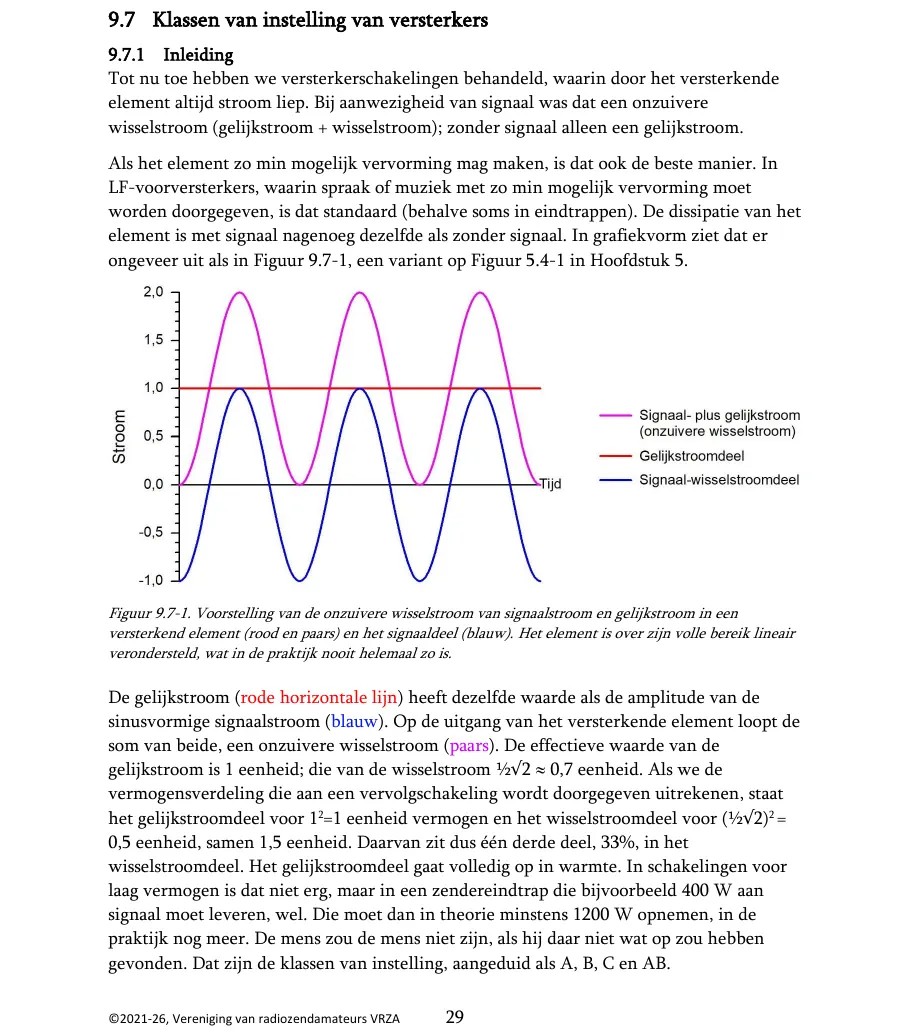 9.7 Klassen van instelling van versterkers
9.7.1 Inleiding
Tot nu toe hebben we versterkerschakelingen behandeld, waarin door het versterkende
element altijd stroom liep. Bij aanwezigheid van signaal was dat een onzuivere
wisselstroom (gelijkstroom + wisselstroom); zonder signaal alleen een gelijkstroom.
Als het element zo min mogelijk vervorming mag maken, is dat ook de beste manier. In
LF-voorversterkers, waarin spraak of muziek met zo min mogelijk vervorming moet
worden doorgegeven, is dat standaard (behalve soms in eindtrappen). De dissipatie van het
element is met signaal nagenoeg dezelfde als zonder signaal. In grafiekvorm ziet dat er
ongeveer uit als in Figuur 9.7-1, een variant op Figuur 5.4-1 in Hoofdstuk 5.
2,0
1,5
1,0
0,5
0,0
-0,5
-1,0
Stroom
Tijd
Signaal- plus gelijkstroom
(onzuivere wisselstroom)
Gelijkstroomdeel
Signaal-wisselstroomdeel
Figuur 9.7-1. Voorstelling van de onzuivere wisselstroom van signaalstroom en gelijkstroom in een
versterkend element (rood en paars) en het signaaldeel (blauw). Het element is over zijn volle bereik lineair
verondersteld, wat in de praktijk nooit helemaal zo is.
De gelijkstroom (rode horizontale lijn) heeft dezelfde waarde als de amplitude van de
sinusvormige signaalstroom (blauw). Op de uitgang van het versterkende element loopt de
som van beide, een onzuivere wisselstroom (paars). De effectieve waarde van de
gelijkstroom is 1 eenheid; die van de wisselstroom ½√2 ≈ 0,7 eenheid. Als we de
vermogensverdeling die aan een vervolgschakeling wordt doorgegeven uitrekenen, staat
het gelijkstroomdeel voor 1²=1 eenheid vermogen en het wisselstroomdeel voor (½√2)² =
0,5 eenheid, samen 1,5 eenheid. Daarvan zit dus één derde deel, 33%, in het
wisselstroomdeel. Het gelijkstroomdeel gaat volledig op in warmte. In schakelingen voor
laag vermogen is dat niet erg, maar in een zendereindtrap die bijvoorbeeld 400 W aan
signaal moet leveren, wel. Die moet dan in theorie minstens 1200 W opnemen, in de
praktijk nog meer. De mens zou de mens niet zijn, als hij daar niet wat op zou hebben
gevonden. Dat zijn de klassen van instelling, aangeduid als A, B, C en AB.
©2021-26, Vereniging van radiozendamateurs VRZA 29